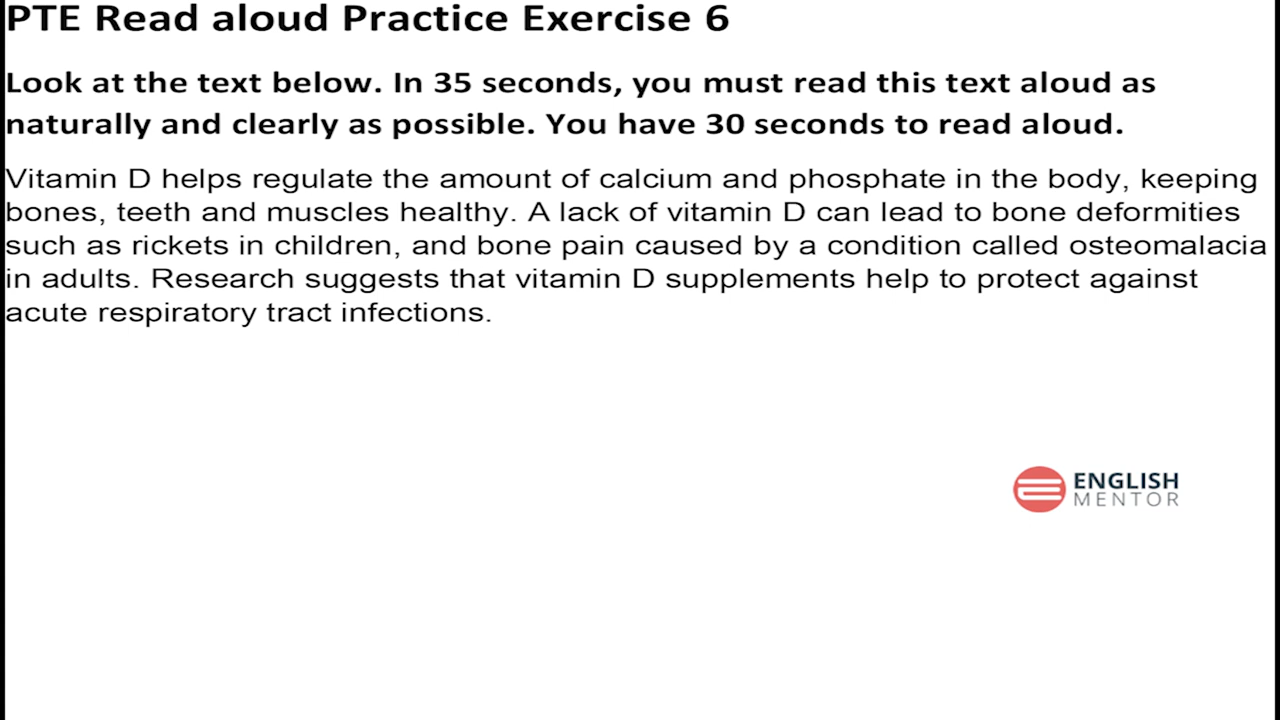 PTE Read aloud Practice Exercise 6
Look at the text below. In 35 seconds, you must read this text aloud as
naturally and clearly as possible. You have 30 seconds to read aloud.
Vitamin D helps regulate the amount of calcium and phosphate in the body, keeping
bones, teeth and muscles healthy. A lack of vitamin D can lead to bone deformities
such as rickets in children, and bone pain caused by a condition called osteomalacia
in adults. Research suggests that vitamin D supplements help to protect against
acute respiratory tract infections.
ENGLISH
MENTOR